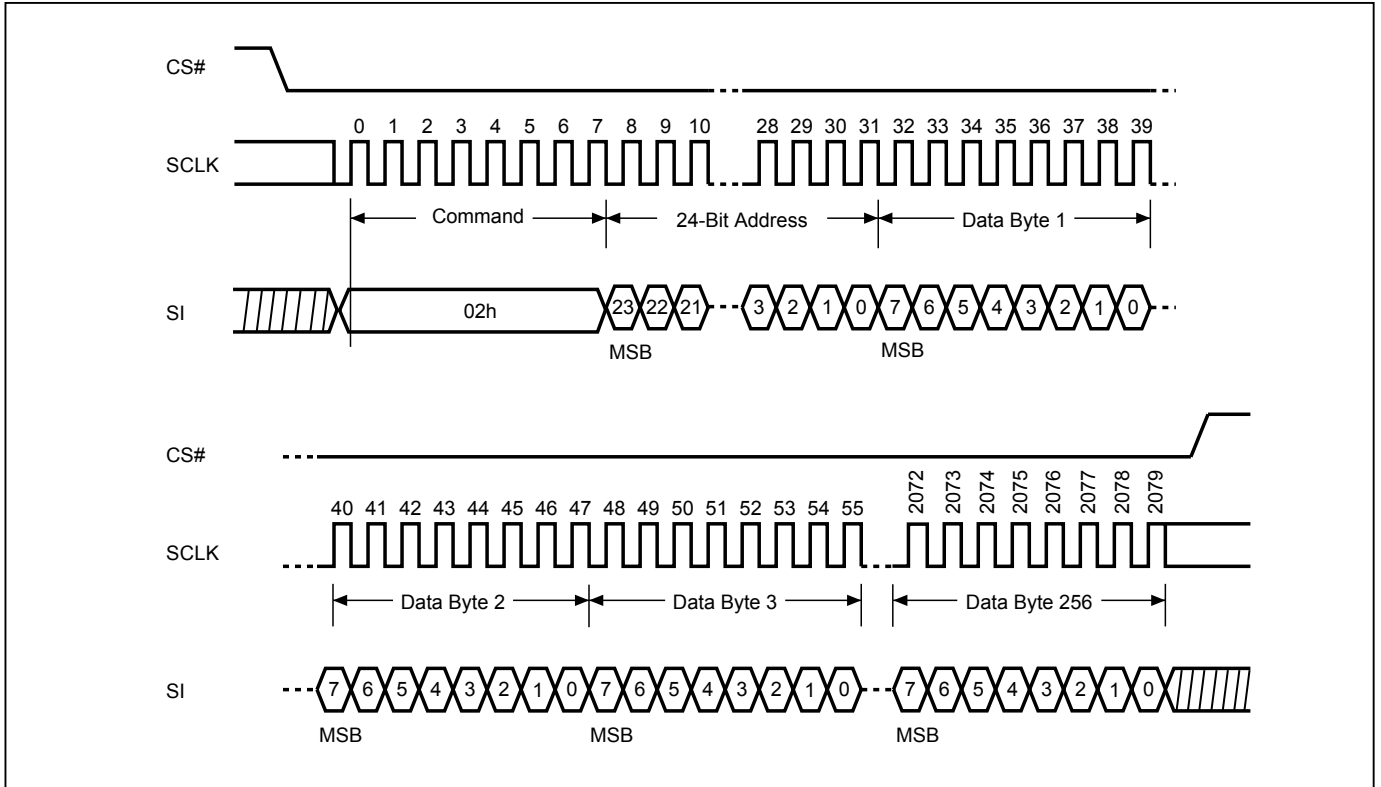 CS#
0 1 2 3 4 5 6 7 8 9 10 28 29 30 31 32 33 34 35 36 37 38 39
SCLK
Command 24-Bit Address Data Byte 1
SI 02h 23 22 21 3 2 1 0 7 6 5 4 3 2 1 0
MSB MSB
CS#
40 41 42 43 44 45 46 47 48 49 50 51 52 53 54 55 2072 2073 2074 2075 2076 2077 2078 2079
SCLK
Data Byte 2 Data Byte 3 Data Byte 256
SI 7 6 5 4 3 2 1 0 7 6 5 4 3 2 1 0 7 6 5 4 3 2 1 0
MSB MSB MSB